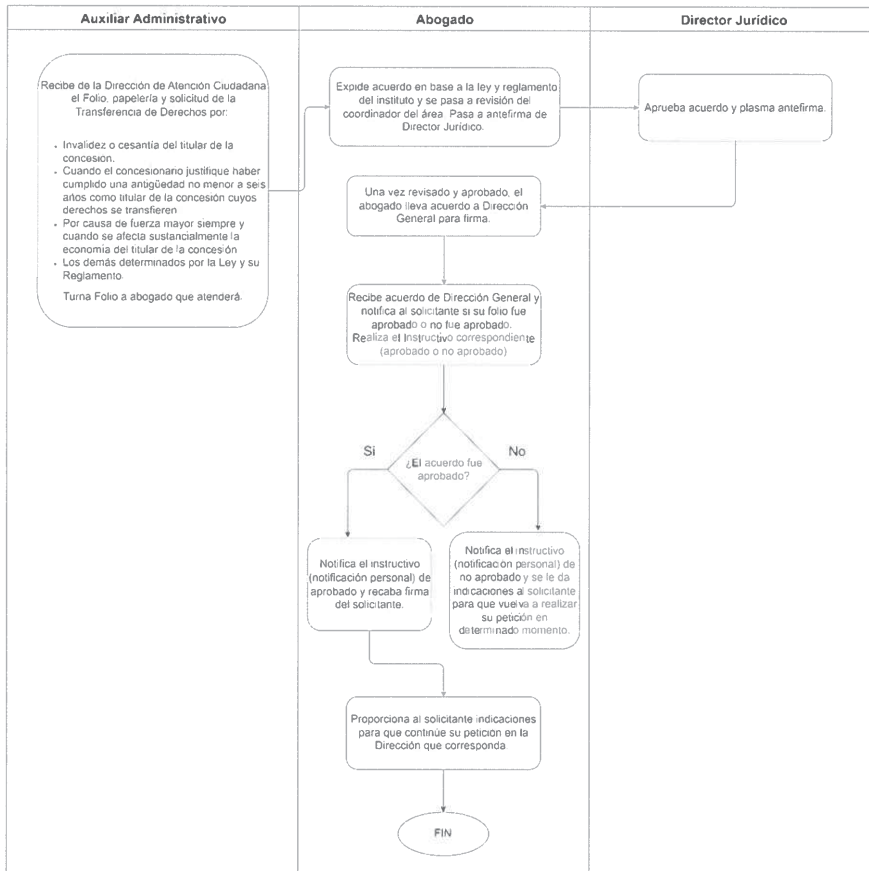 Auxiliar Administrativo
Abogado
Director Jurídico
Recibe de la Dirección de Atención Ciudadana
el Folio, papelería y solicitud de la
Transferencia de Derechos por:
• Invalidez o cesantía del titular de la
concesión.
• Cuando el concesionario justifique haber
cumplido una antigüedad no menor a seis
años como titular de la concesión cuyos
derechos se transfieren
• Por causa de fuerza mayor siempre y
cuando se afecta sustancialmente la
economía del titular de la concesión
• Los demás determinados por la Ley y su
Reglamento.
Turna Folio a abogado que atenderá.
Expide acuerdo en base a la ley y reglamento
del instituto y se pasa a revisión del
coordinador del área. Pasa a antefirma de
Director Jurídico.
Aprueba acuerdo y plasma antefirma.
Una vez revisado y aprobado, el
abogado lleva acuerdo a Dirección
General para firma.
Recibe acuerdo de Dirección General y
notifica al solicitante si su folio fue
aprobado o no fue aprobado.
Realiza el Instructivo correspondiente
(aprobado o no aprobado)
Si
No
¿El acuerdo fue
aprobado?
Notifica el instructivo
(notificación personal) de
aprobado y recaba firma
del solicitante.
Notifica el instructivo
(notificación personal) de
no aprobado y se le da
indicaciones al solicitante
para que vuelva a realizar
su petición en
determinado momento.
Proporciona al solicitante indicaciones
para que continúe su petición en la
Dirección que corresponda
FIN